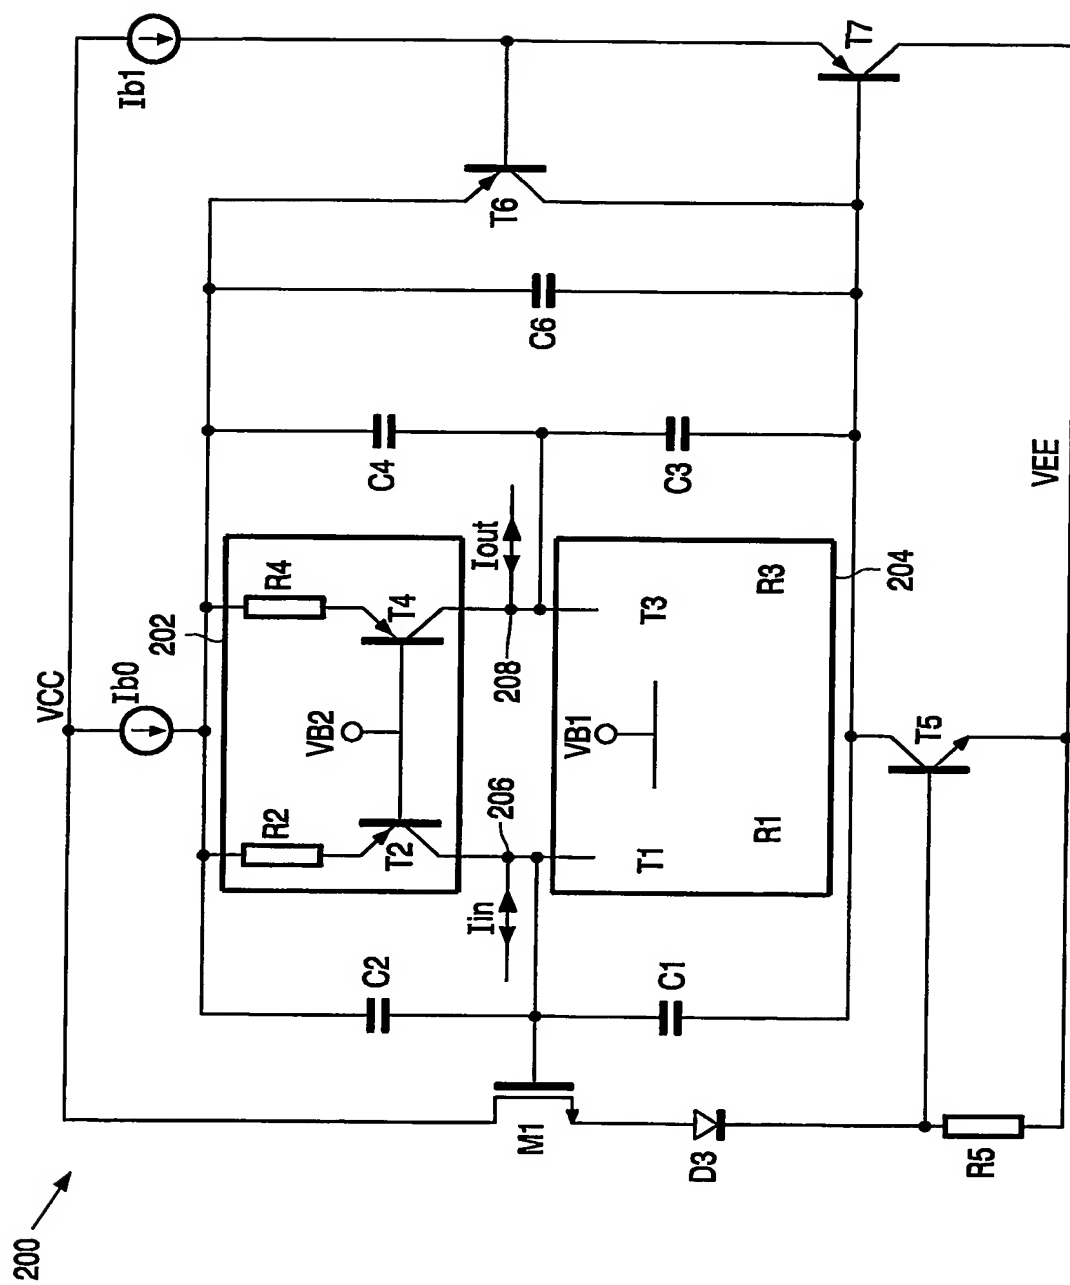 200
VCC
Ib0
Ib1
202
R2
R4
T2
T4
VB2
C2
C4
C6
T6
T7
Iin
206
208
Iout
M1
VB1
T1
T3
R1
R3
C1
C3
204
D3
T5
R5
VEE